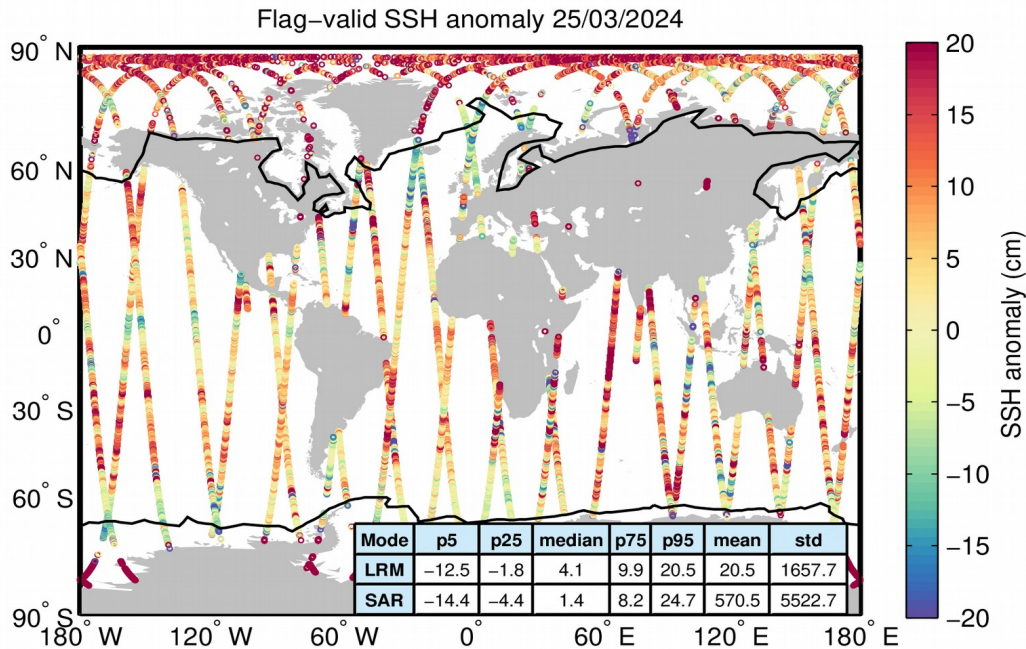 Flag−valid SSH anomaly 25/03/2024
90° N
60° N
30° N
0°
30° S
60° S
90° S
180° W
120° W
60° W
0°
60° E
120° E
180° E
Mode p5 p25 median p75 p95 mean std
LRM −12.5 −1.8 4.1 9.9 20.5 20.5 1657.7
SAR −14.4 −4.4 1.4 8.2 24.7 570.5 5522.7
20
15
10
5
0
−5
−10
−15
−20
SSH anomaly (cm)